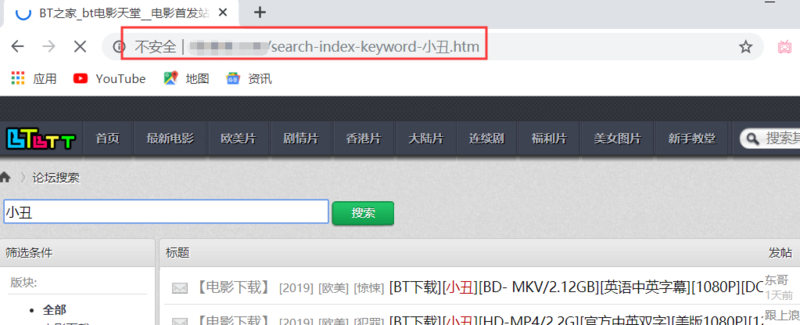 BT之家_bt电影天堂__电影首发站
不安全 | /search-index-keyword-小丑.htm
应用 YouTube 地图 资讯
BTBTT 首页 最新电影 欧美片 剧情片 香港片 大陆片 连续剧 福利片 美女图片 新手教堂 搜索其
论坛搜索
小丑 搜索
筛选条件 标题 发帖
版块:
【电影下载】 [2019] [欧美] [惊悚] [BT下载][小丑][BD- MKV/2.12GB][英语中英字幕][1080P][DC 东哥
1天前
• 全部
【电影下载】 [2019] [欧美] [犯罪] [BT下载][小丑][HD-MP4/2.2G][官方中英双字][美版1080P][12 跟上浪